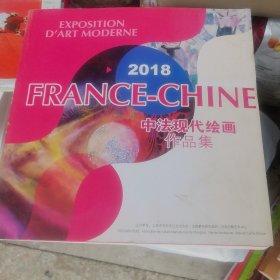 EXPOSITION
D'ART MODERNE
2018
FRANCE-CHINE
中法现代绘画
作品集